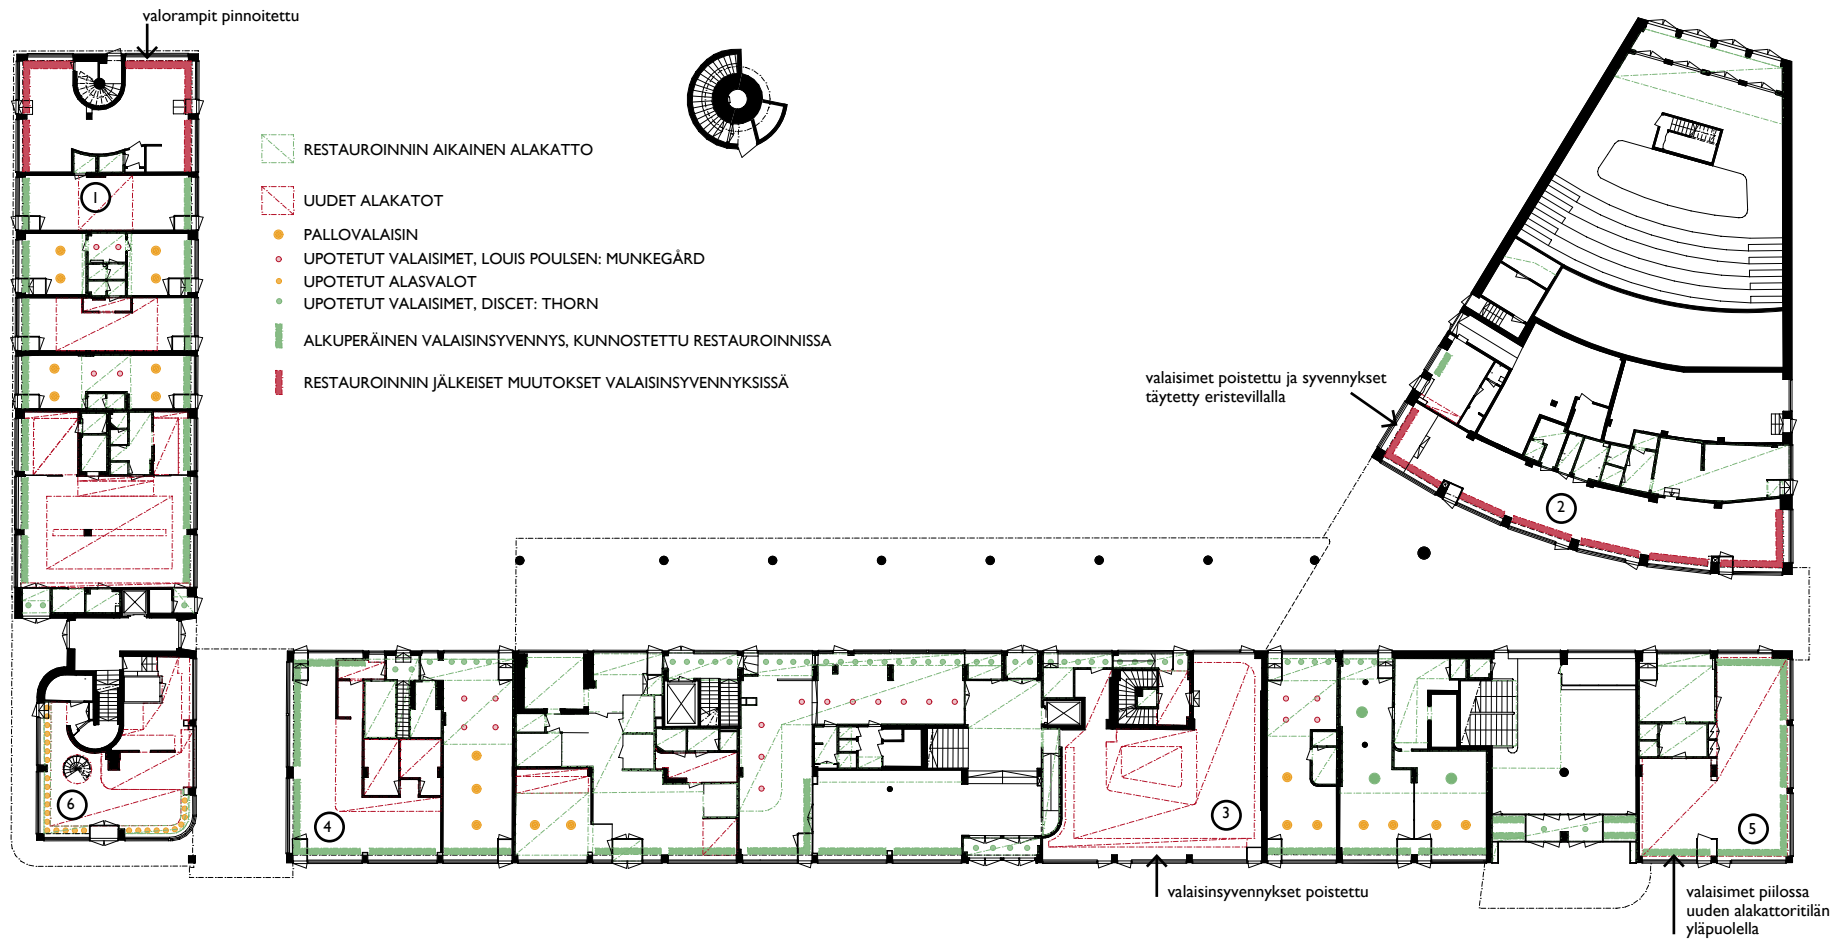 valorampit pinnoitettu
RESTAUROINNIN AIKAINEN ALAKATTO
UUDET ALAKATOT
PALLOVALAISIN
UPOTETUT VALAISIMET, LOUIS POULSEN: MUNKEGÅRD
UPOTETUT ALASVALOT
UPOTETUT VALAISIMET, DISCET: THORN
ALKUPERÄINEN VALAISINSYVENNYS, KUNNOSTETTU RESTAUROINNISSA
RESTAUROINNIN JÄLKEISET MUUTOKSET VALAISINSYVENNYKSISSÄ
valaisimet poistettu ja syvennykset
täytetty eristevillalla
1
2
3
4
5
6
valaisinsyvennykset poistettu
valaisimet piilossa
uuden alakattoritilän
yläpuolella